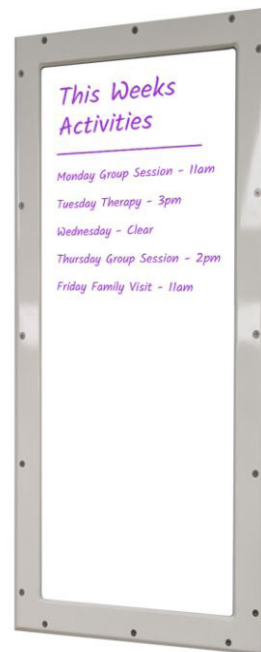 This Weeks
Activities
Monday Group Session - 11am
Tuesday Therapy - 3pm
Wednesday - Clear
Thursday Group Session - 2pm
Friday Family Visit - 11am